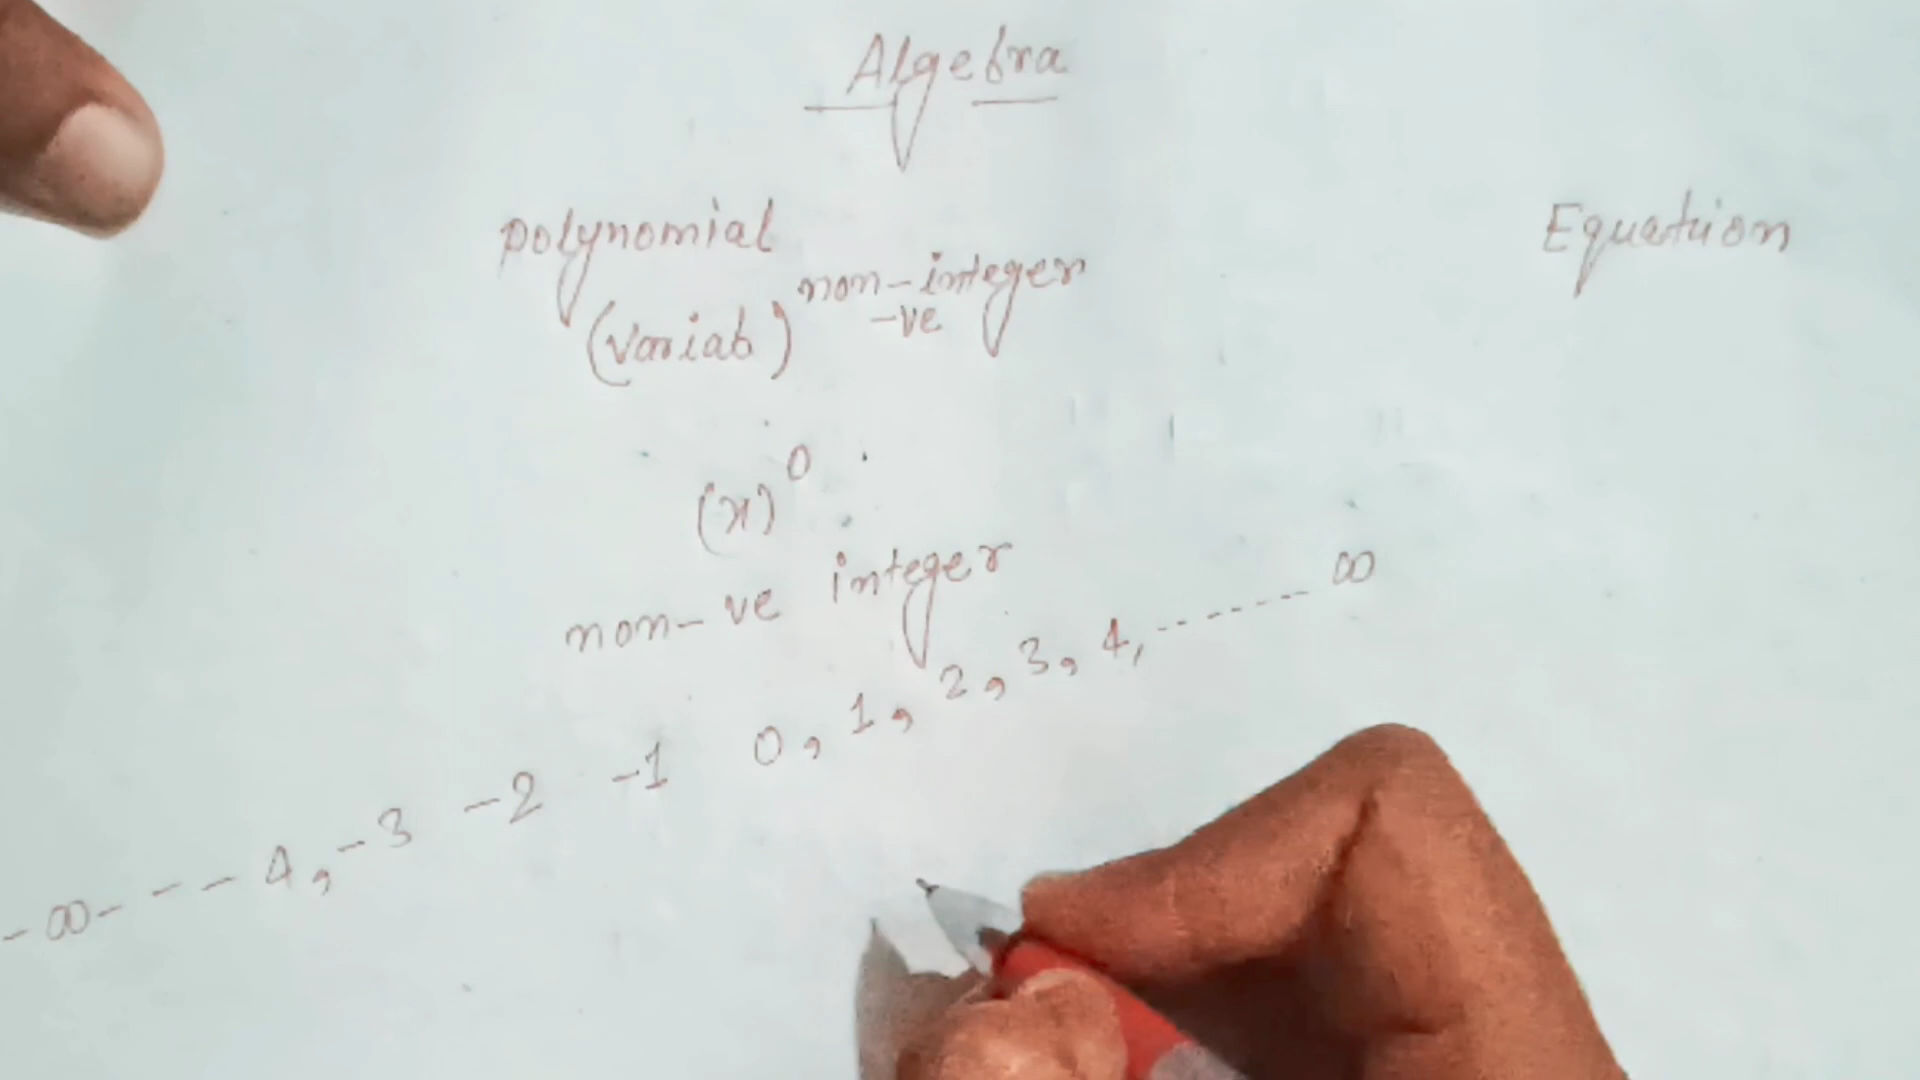 Algebra
polynomial
Equatuion
(variab) non-integer
-ve
(x)⁰
non-ve integer
-∞- - - 4, -3 -2 -1 0, 1, 2, 3, 4, ------- ∞